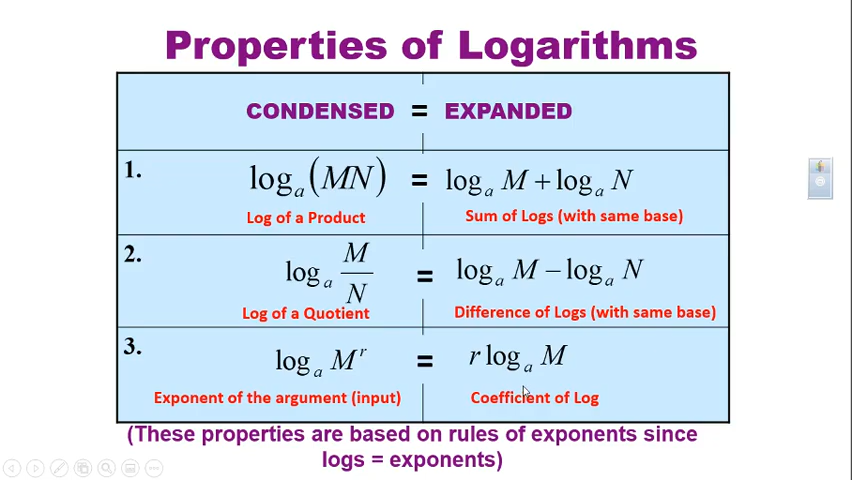 Properties of Logarithms
CONDENSED = EXPANDED
1. logₐ(MN) = logₐ M + logₐ N
Log of a Product Sum of Logs (with same base)
2. logₐ M/N = logₐ M − logₐ N
Log of a Quotient Difference of Logs (with same base)
3. logₐ Mʳ = r logₐ M
Exponent of the argument (input) Coefficient of Log
(These properties are based on rules of exponents since
logs = exponents)